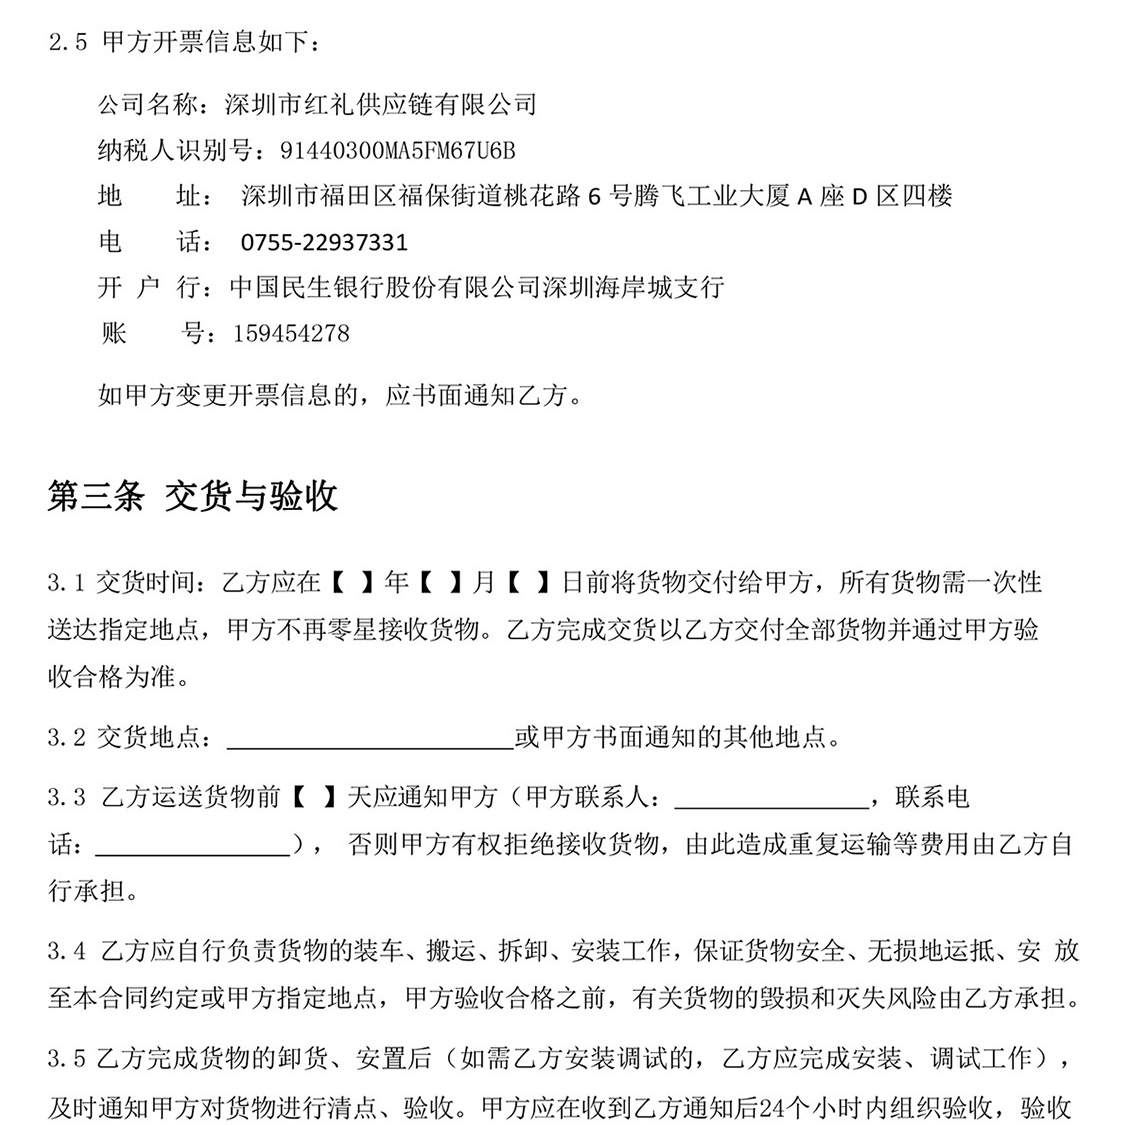 2.5 甲方开票信息如下：
公司名称：深圳市红礼供应链有限公司
纳税人识别号：91440300MA5FM67U6B
地 址： 深圳市福田区福保街道桃花路 6 号腾飞工业大厦 A 座 D 区四楼
电 话： 0755-22937331
开 户 行：中国民生银行股份有限公司深圳海岸城支行
账 号：159454278
如甲方变更开票信息的，应书面通知乙方。
第三条 交货与验收
3.1 交货时间：乙方应在【 】年【 】月【 】日前将货物交付给甲方，所有货物需一次性
送达指定地点，甲方不再零星接收货物。乙方完成交货以乙方交付全部货物并通过甲方验
收合格为准。
3.2 交货地点：______________________或甲方书面通知的其他地点。
3.3 乙方运送货物前【 】天应通知甲方（甲方联系人：_______________，联系电
话：_______________）， 否则甲方有权拒绝接收货物，由此造成重复运输等费用由乙方自
行承担。
3.4 乙方应自行负责货物的装车、搬运、拆卸、安装工作，保证货物安全、无损地运抵、安 放
至本合同约定或甲方指定地点，甲方验收合格之前，有关货物的毁损和灭失风险由乙方承担。
3.5 乙方完成货物的卸货、安置后（如需乙方安装调试的，乙方应完成安装、调试工作），
及时通知甲方对货物进行清点、验收。甲方应在收到乙方通知后24个小时内组织验收，验收